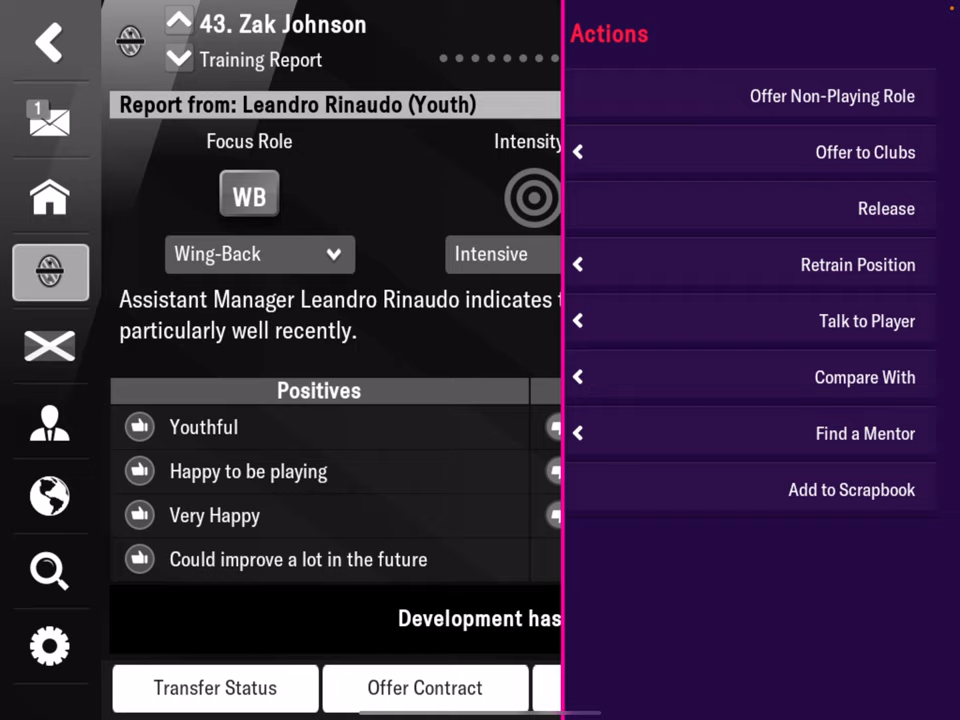 1
43. Zak Johnson
Training Report
Report from: Leandro Rinaudo (Youth)
Focus Role
Intensity
WB
Wing-Back
Intensive
Assistant Manager Leandro Rinaudo indicates
particularly well recently.
Positives
Youthful
Happy to be playing
Very Happy
Could improve a lot in the future
Development has
Transfer Status
Offer Contract
Actions
Offer Non-Playing Role
Offer to Clubs
Release
Retrain Position
Talk to Player
Compare With
Find a Mentor
Add to Scrapbook